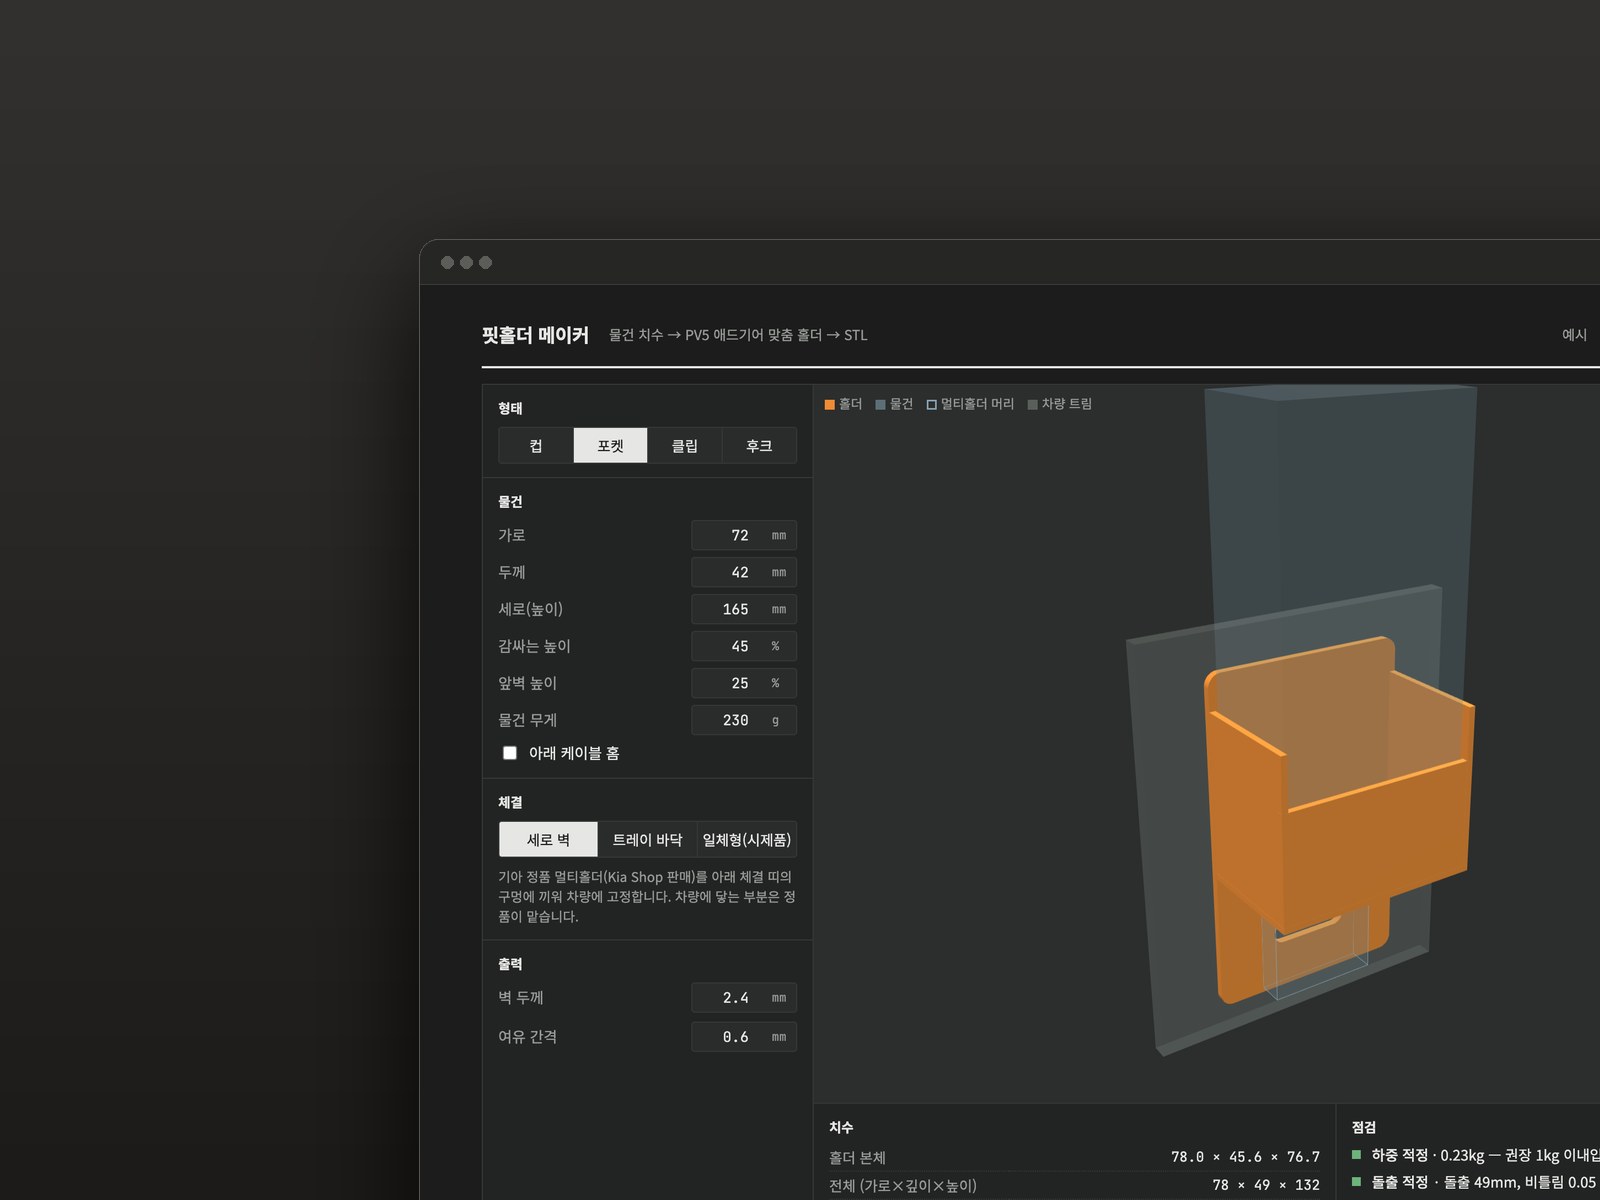 핏홀더 메이커 물건 치수 → PV5 애드기어 맞춤 홀더 → STL 예시
형태
컵 포켓 클립 후크
물건
가로 72 mm
두께 42 mm
세로(높이) 165 mm
감싸는 높이 45 %
앞벽 높이 25 %
물건 무게 230 g
아래 케이블 홈
체결
세로 벽 트레이 바닥 일체형(시제품)
기아 정품 멀티홀더(Kia Shop 판매)를 아래 체결 띠의
구멍에 끼워 차량에 고정합니다. 차량에 닿는 부분은 정
품이 맡습니다.
출력
벽 두께 2.4 mm
여유 간격 0.6 mm
홀더 물건 멀티홀더 머리 차량 트림
치수
홀더 본체 78.0 × 45.6 × 76.7
전체 (가로×깊이×높이) 78 × 49 × 132
점검
하중 적정 · 0.23kg — 권장 1kg 이내입
돌출 적정 · 돌출 49mm, 비틀림 0.05